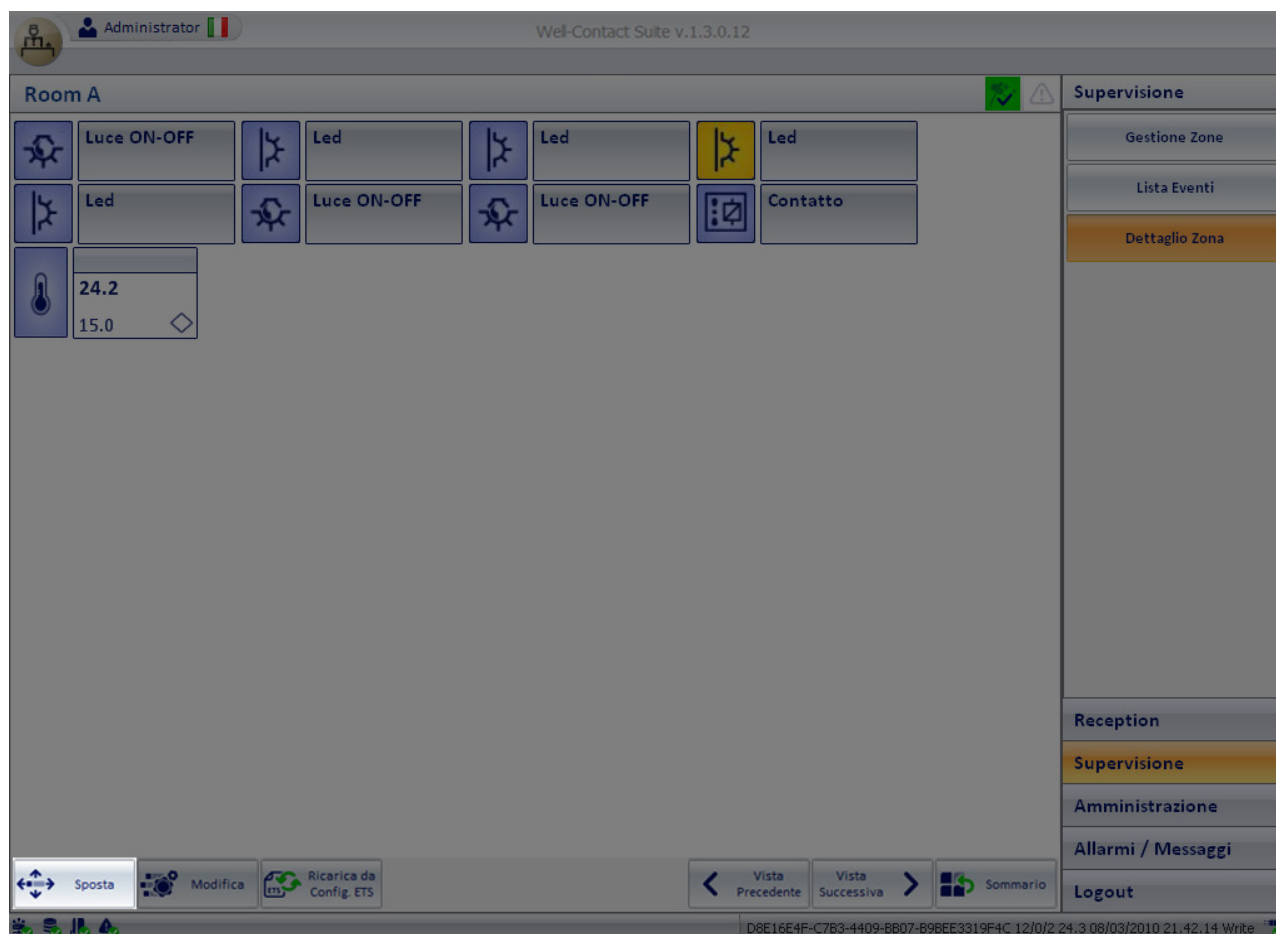 Administrator
Well-Contact Suite v.1.3.0.12
Room A
Supervisione
Luce ON-OFF
Led
Led
Led
Gestione Zone
Lista Eventi
Led
Luce ON-OFF
Luce ON-OFF
Contatto
Dettaglio Zona
24.2
15.0
Reception
Supervisione
Amministrazione
Allarmi / Messaggi
Logout
Sposta
Modifica
ETS
Ricarica da
Config. ETS
Vista
Precedente
Vista
Successiva
Sommario
D8E16E4F-C7B3-4409-BB07-B9BEE3319F4C 12/0/2 24.3 08/03/2010 21.42.14 Write